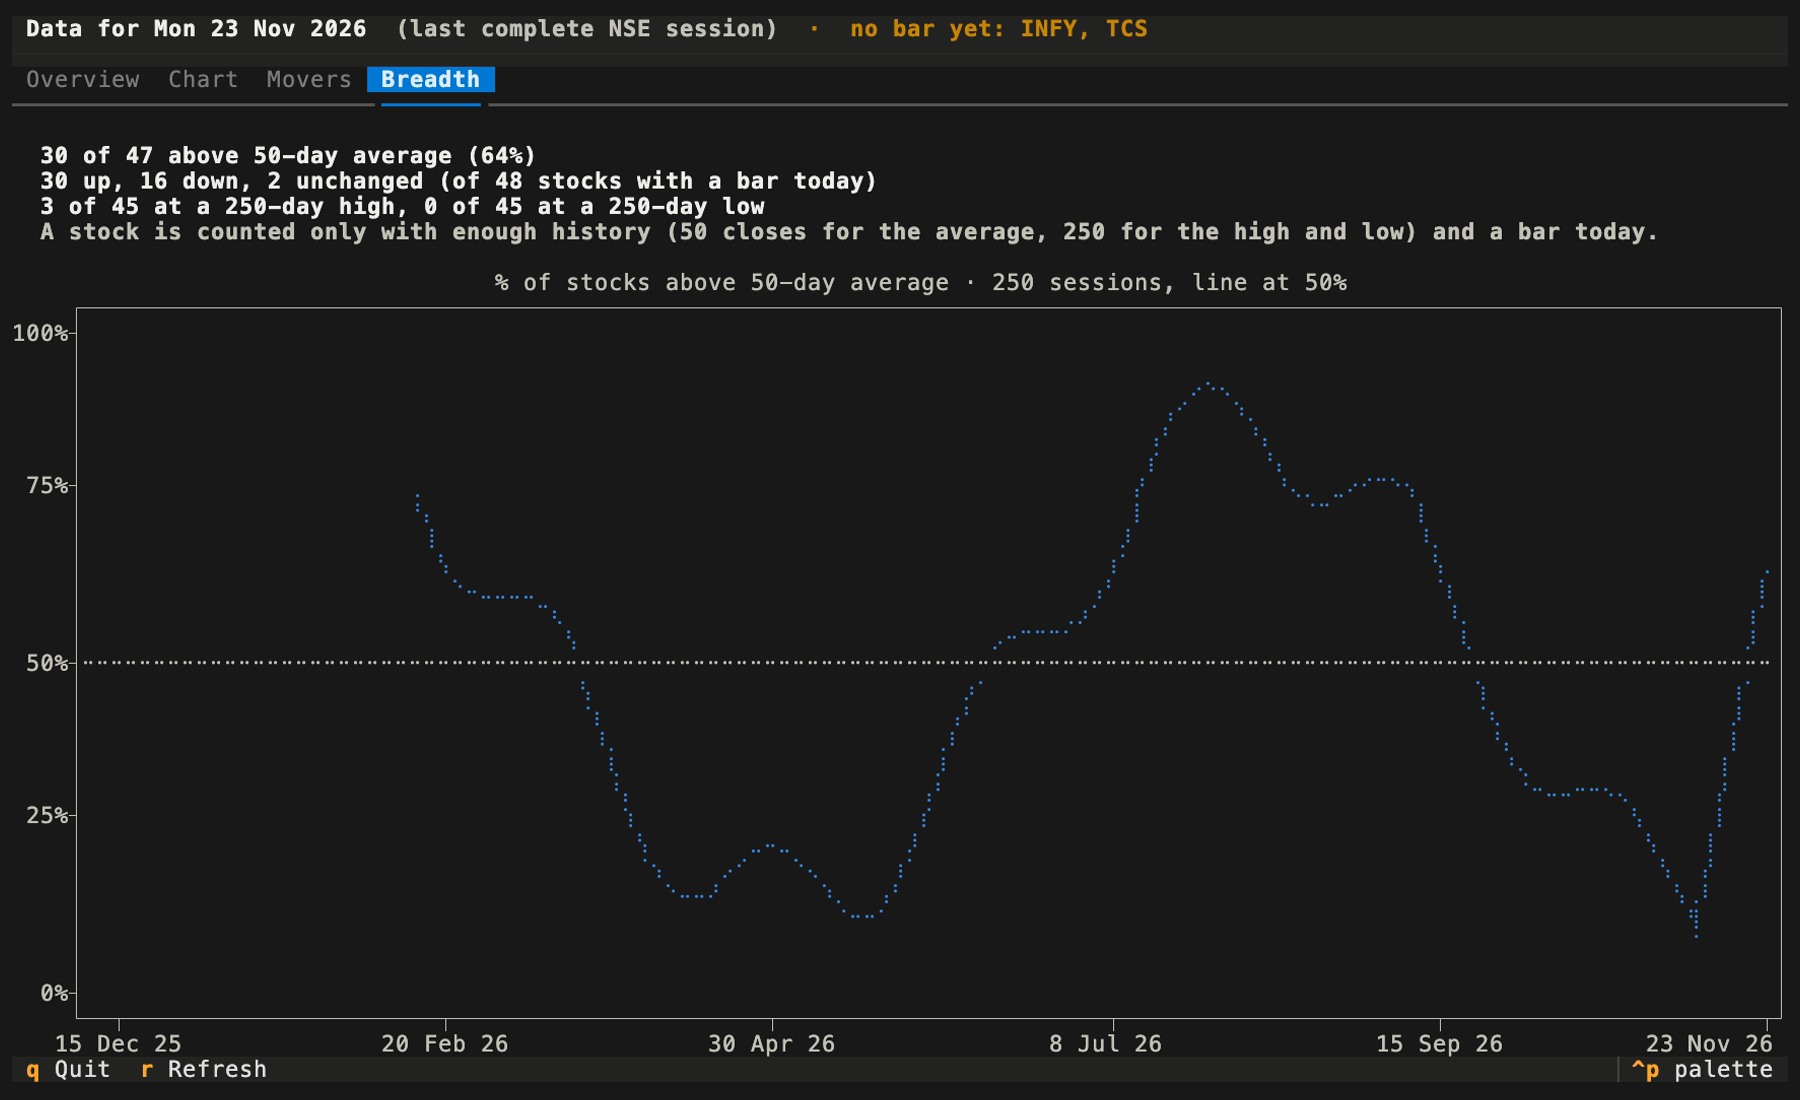 Data for Mon 23 Nov 2026 (last complete NSE session) · no bar yet: INFY, TCS
Overview Chart Movers Breadth
30 of 47 above 50-day average (64%)
30 up, 16 down, 2 unchanged (of 48 stocks with a bar today)
3 of 45 at a 250-day high, 0 of 45 at a 250-day low
A stock is counted only with enough history (50 closes for the average, 250 for the high and low) and a bar today.
% of stocks above 50-day average · 250 sessions, line at 50%
100%
75%
50%
25%
0%
15 Dec 25 20 Feb 26 30 Apr 26 8 Jul 26 15 Sep 26 23 Nov 26
q Quit r Refresh ^p palette